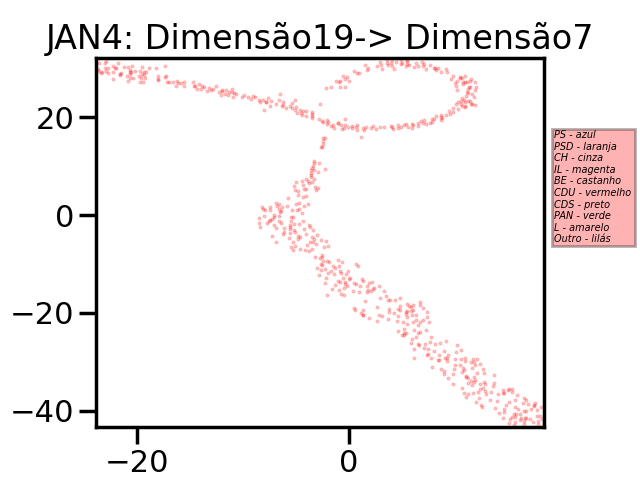 JAN4: Dimensão19-> Dimensão7
20
0
−20
−40
−20
0
PS - azul
PSD - laranja
CH - cinza
IL - magenta
BE - castanho
CDU - vermelho
CDS - preto
PAN - verde
L - amarelo
Outro - lilás